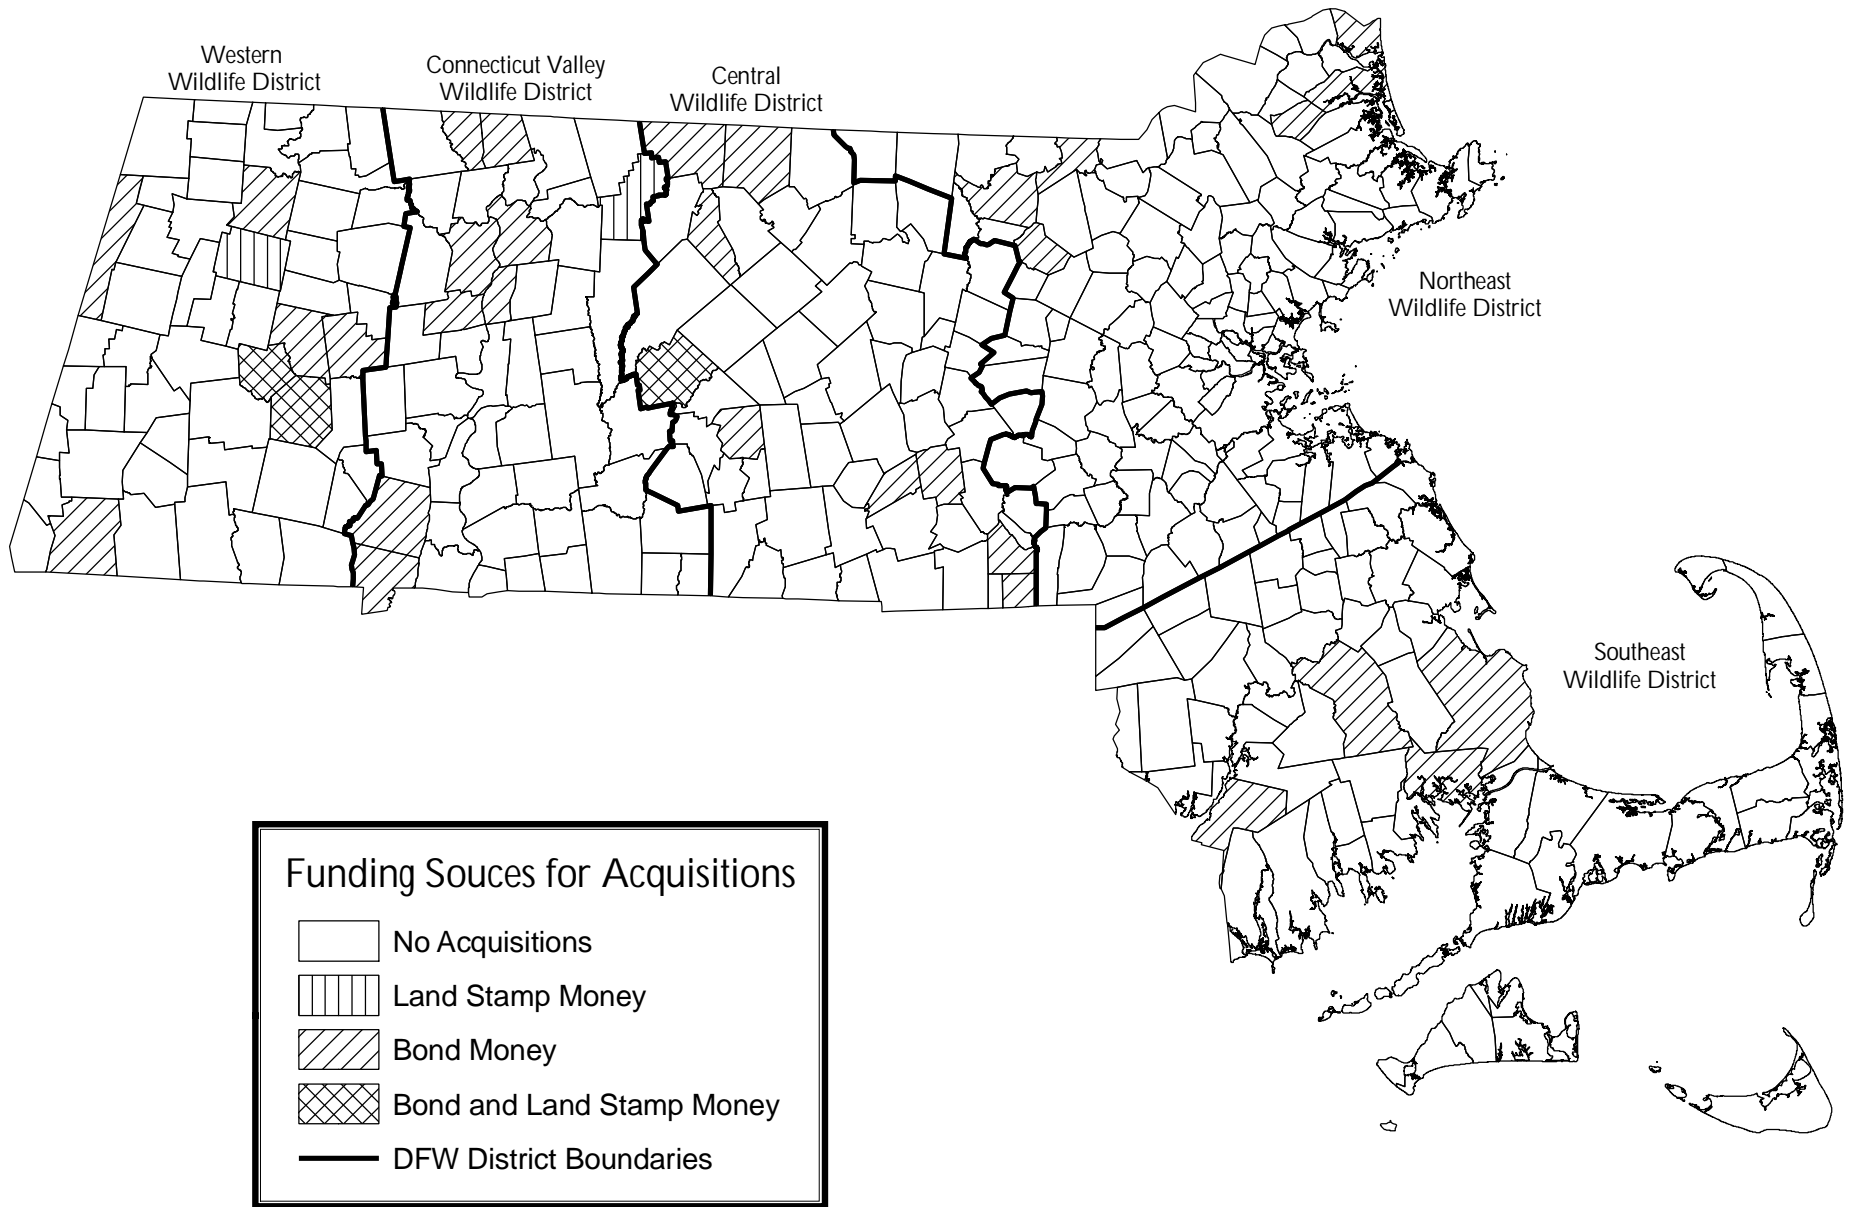 Western
Wildlife District
Connecticut Valley
Wildlife District
Central
Wildlife District
Northeast
Wildlife District
Southeast
Wildlife District
Funding Souces for Acquisitions
No Acquisitions
Land Stamp Money
Bond Money
Bond and Land Stamp Money
DFW District Boundaries